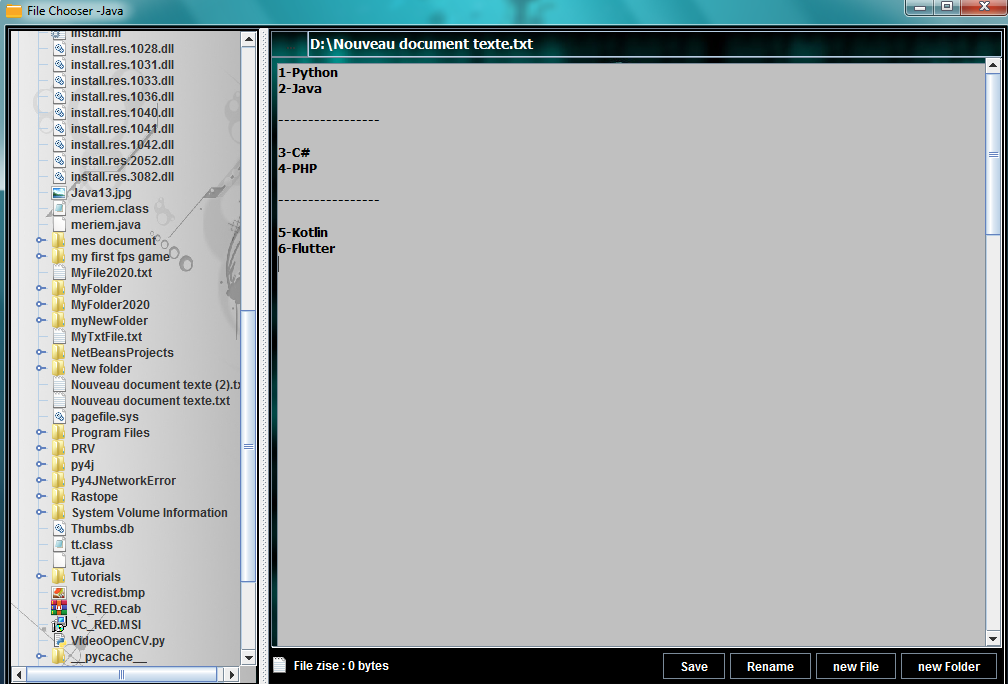 File Chooser -Java
install.res.1028.dll
install.res.1031.dll
install.res.1033.dll
install.res.1036.dll
install.res.1040.dll
install.res.1041.dll
install.res.1042.dll
install.res.2052.dll
install.res.3082.dll
Java13.jpg
meriem.class
meriem.java
mes document
my first fps game
MyFile2020.txt
MyFolder
MyFolder2020
myNewFolder
MyTxtFile.txt
NetBeansProjects
New folder
Nouveau document texte (2).tx
Nouveau document texte.txt
pagefile.sys
Program Files
PRV
py4j
Py4JNetworkError
Rastope
System Volume Information
Thumbs.db
tt.class
tt.java
Tutorials
vcredist.bmp
VC_RED.cab
VC_RED.MSI
VideoOpenCV.py
__pycache__
D:\Nouveau document texte.txt
1-Python
2-Java
-----------------
3-C#
4-PHP
-----------------
5-Kotlin
6-Flutter
File zise : 0 bytes
Save
Rename
new File
new Folder